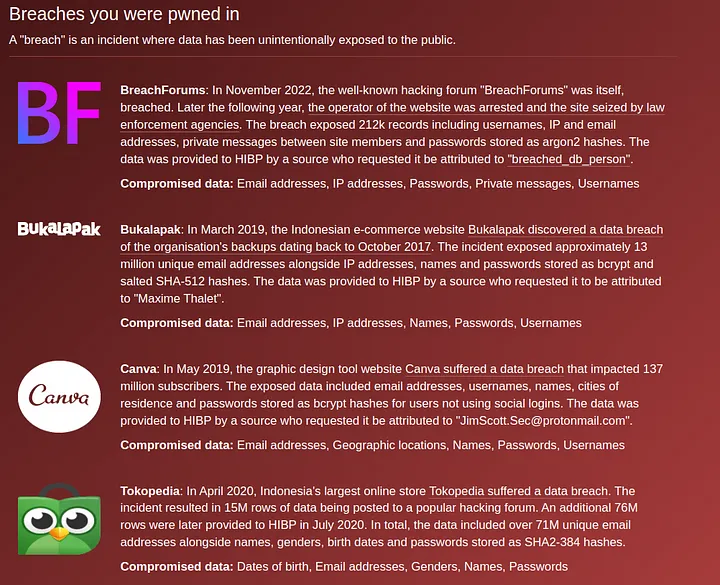 Breaches you were pwned in
A "breach" is an incident where data has been unintentionally exposed to the public.
BF
BreachForums: In November 2022, the well-known hacking forum "BreachForums" was itself,
breached. Later the following year, the operator of the website was arrested and the site seized by law
enforcement agencies. The breach exposed 212k records including usernames, IP and email
addresses, private messages between site members and passwords stored as argon2 hashes. The
data was provided to HIBP by a source who requested it be attributed to "breached_db_person".
Compromised data: Email addresses, IP addresses, Passwords, Private messages, Usernames
BukaLaPak
Bukalapak: In March 2019, the Indonesian e-commerce website Bukalapak discovered a data breach
of the organisation's backups dating back to October 2017. The incident exposed approximately 13
million unique email addresses alongside IP addresses, names and passwords stored as bcrypt and
salted SHA-512 hashes. The data was provided to HIBP by a source who requested it to be attributed
to "Maxime Thalet".
Compromised data: Email addresses, IP addresses, Names, Passwords, Usernames
Canva
Canva: In May 2019, the graphic design tool website Canva suffered a data breach that impacted 137
million subscribers. The exposed data included email addresses, usernames, names, cities of
residence and passwords stored as bcrypt hashes for users not using social logins. The data was
provided to HIBP by a source who requested it be attributed to "JimScott.Sec@protonmail.com".
Compromised data: Email addresses, Geographic locations, Names, Passwords, Usernames
Tokopedia: In April 2020, Indonesia's largest online store Tokopedia suffered a data breach. The
incident resulted in 15M rows of data being posted to a popular hacking forum. An additional 76M
rows were later provided to HIBP in July 2020. In total, the data included over 71M unique email
addresses alongside names, genders, birth dates and passwords stored as SHA2-384 hashes.
Compromised data: Dates of birth, Email addresses, Genders, Names, Passwords